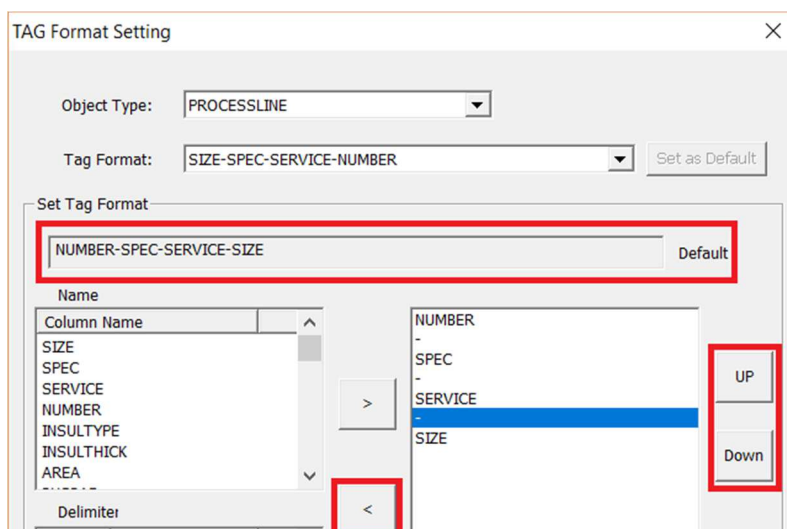 TAG Format Setting
Object Type: PROCESSLINE
Tag Format: SIZE-SPEC-SERVICE-NUMBER Set as Default
Set Tag Format
NUMBER-SPEC-SERVICE-SIZE Default
Name
Column Name
SIZE
SPEC
SERVICE
NUMBER
INSULTYPE
INSULTHICK
AREA
Delimiter
>
<
NUMBER
-
SPEC
-
SERVICE
-
SIZE
UP
Down